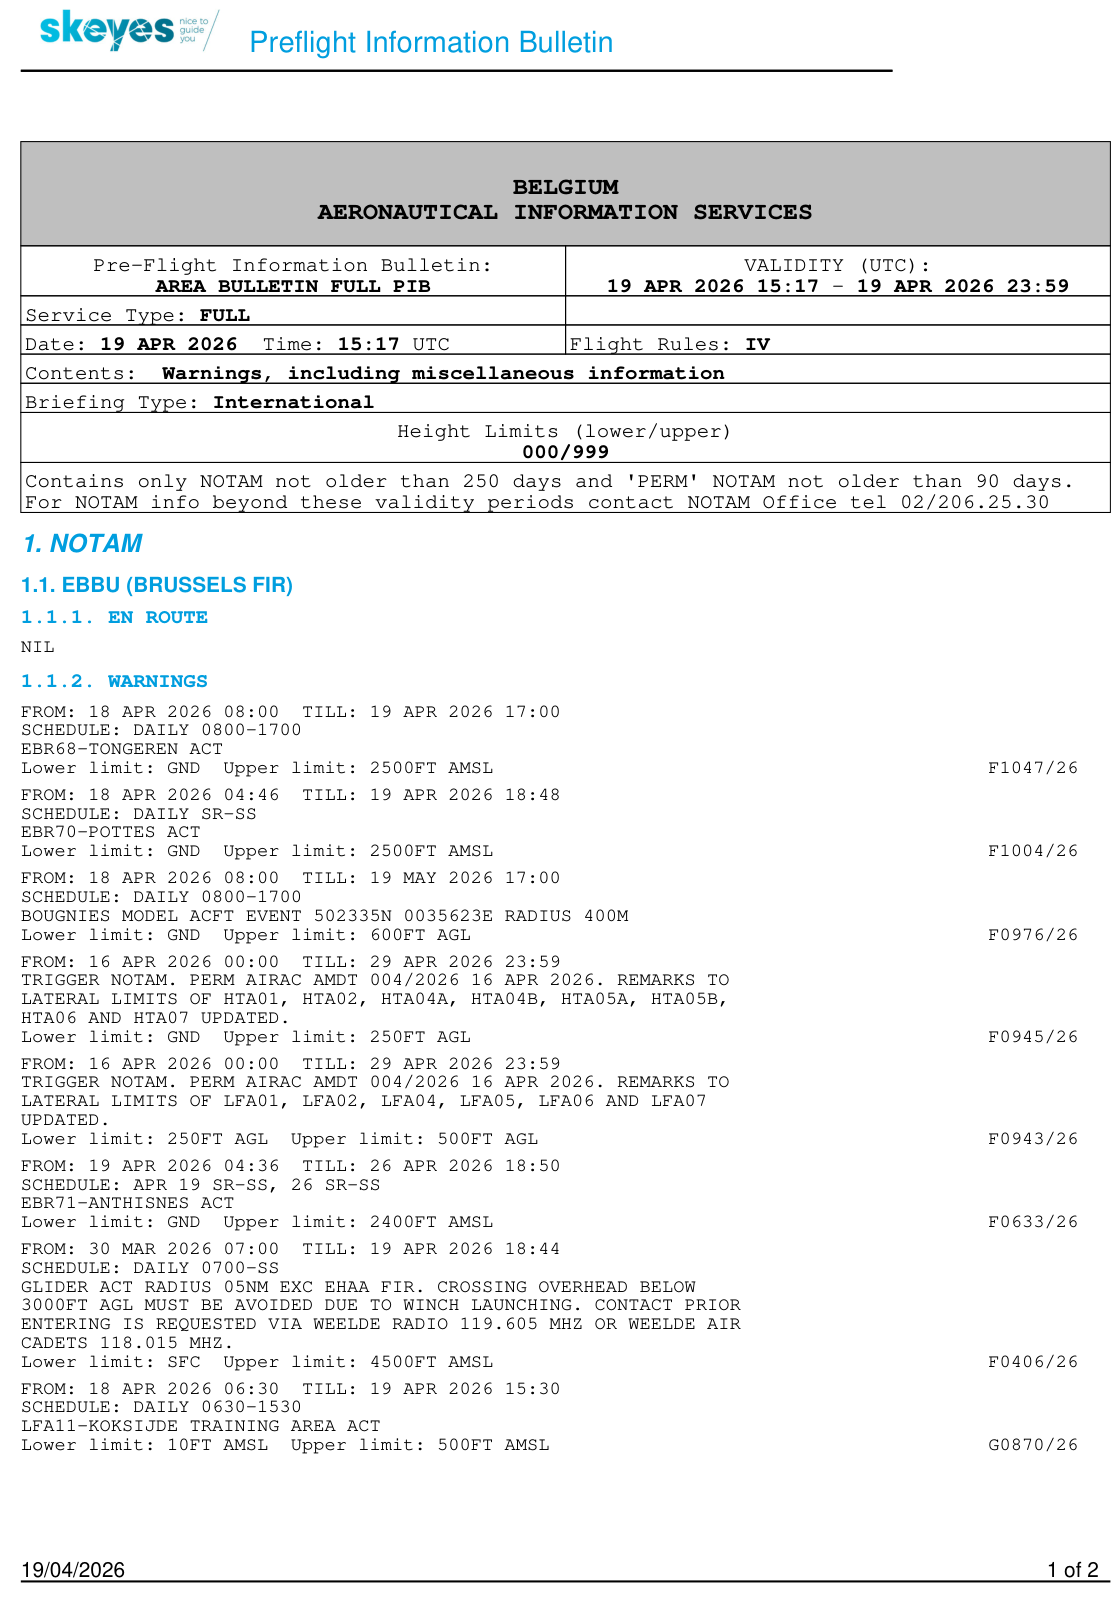 skeyes nice to guide you
Preflight Information Bulletin
BELGIUM
AERONAUTICAL INFORMATION SERVICES
Pre-Flight Information Bulletin:
AREA BULLETIN FULL PIB
VALIDITY (UTC):
19 APR 2026 15:17 - 19 APR 2026 23:59
Service Type: FULL
Date: 19 APR 2026 Time: 15:17 UTC
Flight Rules: IV
Contents: Warnings, including miscellaneous information
Briefing Type: International
Height Limits (lower/upper)
000/999
Contains only NOTAM not older than 250 days and 'PERM' NOTAM not older than 90 days.
For NOTAM info beyond these validity periods contact NOTAM Office tel 02/206.25.30
1. NOTAM
1.1. EBBU (BRUSSELS FIR)
1.1.1. EN ROUTE
NIL
1.1.2. WARNINGS
FROM: 18 APR 2026 08:00 TILL: 19 APR 2026 17:00
SCHEDULE: DAILY 0800-1700
EBR68-TONGEREN ACT
Lower limit: GND Upper limit: 2500FT AMSL F1047/26
FROM: 18 APR 2026 04:46 TILL: 19 APR 2026 18:48
SCHEDULE: DAILY SR-SS
EBR70-POTTES ACT
Lower limit: GND Upper limit: 2500FT AMSL F1004/26
FROM: 18 APR 2026 08:00 TILL: 19 MAY 2026 17:00
SCHEDULE: DAILY 0800-1700
BOUGNIES MODEL ACFT EVENT 502335N 0035623E RADIUS 400M
Lower limit: GND Upper limit: 600FT AGL F0976/26
FROM: 16 APR 2026 00:00 TILL: 29 APR 2026 23:59
TRIGGER NOTAM. PERM AIRAC AMDT 004/2026 16 APR 2026. REMARKS TO
LATERAL LIMITS OF HTA01, HTA02, HTA04A, HTA04B, HTA05A, HTA05B,
HTA06 AND HTA07 UPDATED.
Lower limit: GND Upper limit: 250FT AGL F0945/26
FROM: 16 APR 2026 00:00 TILL: 29 APR 2026 23:59
TRIGGER NOTAM. PERM AIRAC AMDT 004/2026 16 APR 2026. REMARKS TO
LATERAL LIMITS OF LFA01, LFA02, LFA04, LFA05, LFA06 AND LFA07
UPDATED.
Lower limit: 250FT AGL Upper limit: 500FT AGL F0943/26
FROM: 19 APR 2026 04:36 TILL: 26 APR 2026 18:50
SCHEDULE: APR 19 SR-SS, 26 SR-SS
EBR71-ANTHISNES ACT
Lower limit: GND Upper limit: 2400FT AMSL F0633/26
FROM: 30 MAR 2026 07:00 TILL: 19 APR 2026 18:44
SCHEDULE: DAILY 0700-SS
GLIDER ACT RADIUS 05NM EXC EHAA FIR. CROSSING OVERHEAD BELOW
3000FT AGL MUST BE AVOIDED DUE TO WINCH LAUNCHING. CONTACT PRIOR
ENTERING IS REQUESTED VIA WEELDE RADIO 119.605 MHZ OR WEELDE AIR
CADETS 118.015 MHZ.
Lower limit: SFC Upper limit: 4500FT AMSL F0406/26
FROM: 18 APR 2026 06:30 TILL: 19 APR 2026 15:30
SCHEDULE: DAILY 0630-1530
LFA11-KOKSIJDE TRAINING AREA ACT
Lower limit: 10FT AMSL Upper limit: 500FT AMSL G0870/26
19/04/2026 1 of 2